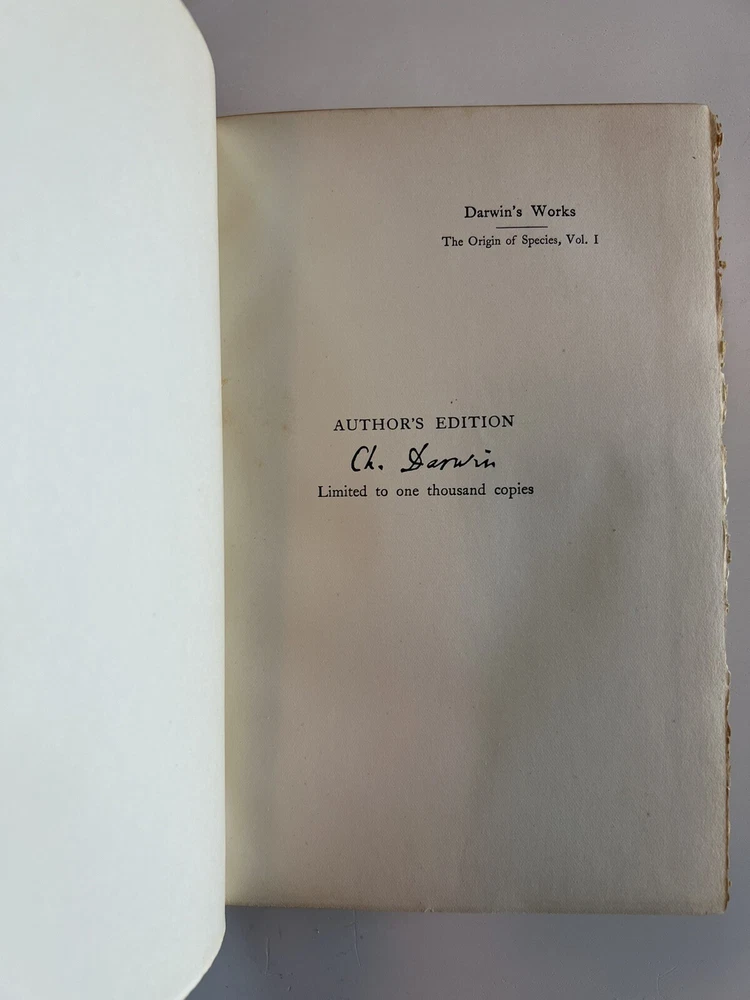 Darwin's Works
The Origin of Species, Vol. I
AUTHOR'S EDITION
Ch. Darwin
Limited to one thousand copies